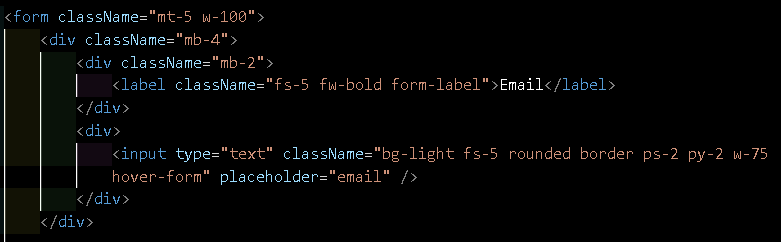 <form className="mt-5 w-100">
<div className="mb-4">
<div className="mb-2">
<label className="fs-5 fw-bold form-label">Email</label>
</div>
<div>
<input type="text" className="bg-light fs-5 rounded border ps-2 py-2 w-75
hover-form" placeholder="email" />
</div>
</div>